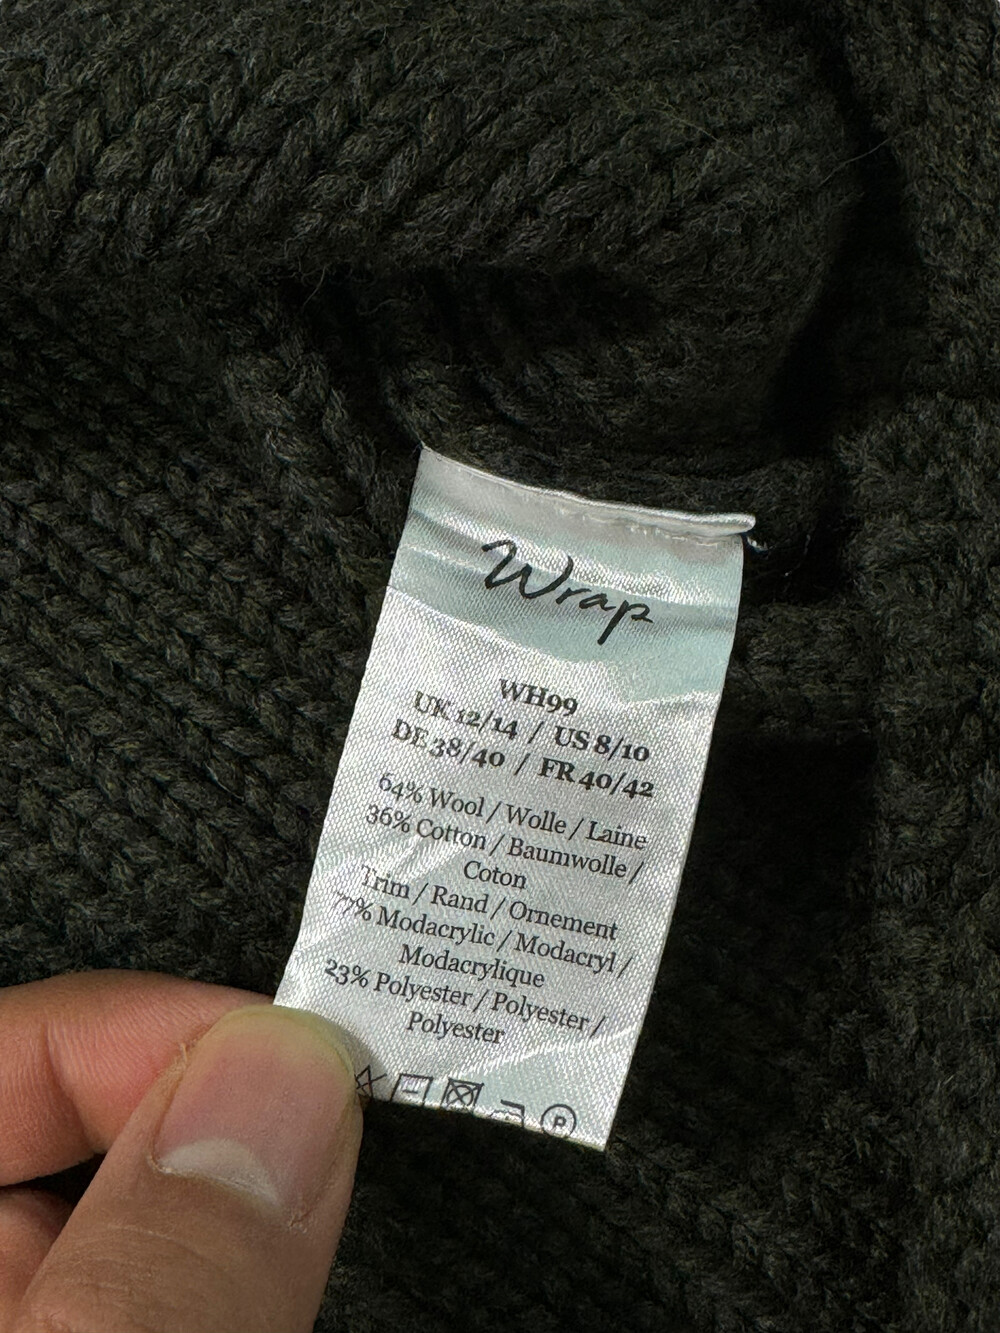 Wrap
WH99
UK 12/14 / US 8/10
DE 38/40 / FR 40/42
64% Wool / Wolle / Laine
36% Cotton / Baumwolle /
Coton
Trim / Rand / Ornement
77% Modacrylic / Modacryl /
Modacrylique
23% Polyester / Polyester /
Polyester
P